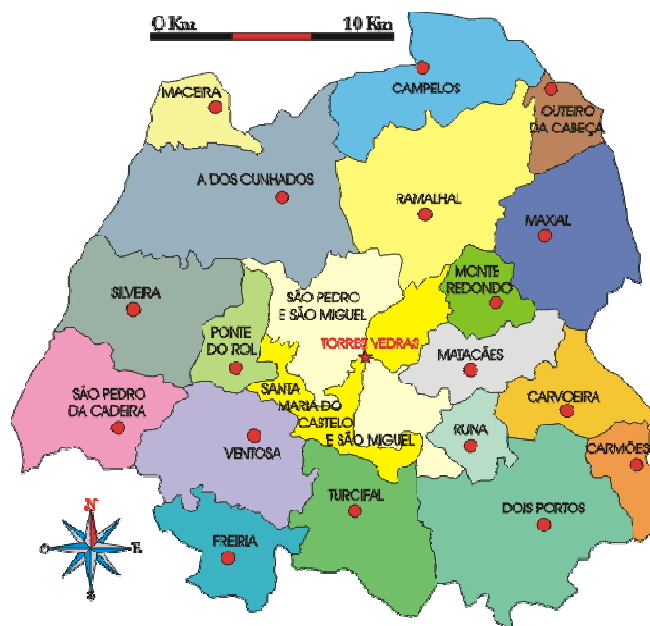 0 Km 10 Km
CAMPELOS
MACEIRA
OUTEIRO
DA CABEÇA
A DOS CUNHADOS
RAMALHAL
MAXIAL
MONTE
REDONDO
SILVEIRA
SÃO PEDRO
E SÃO MIGUEL
PONTE
DO ROL
TORRES VEDRAS
MATACÃES
SANTA
MARIA DO
CASTELO
E SÃO MIGUEL
SÃO PEDRO
DA CADEIRA
CARVOEIRA
RUNA
CARMÕES
VENTOSA
TURCIFAL
DOIS PORTOS
FREIRIA
N
O E
S